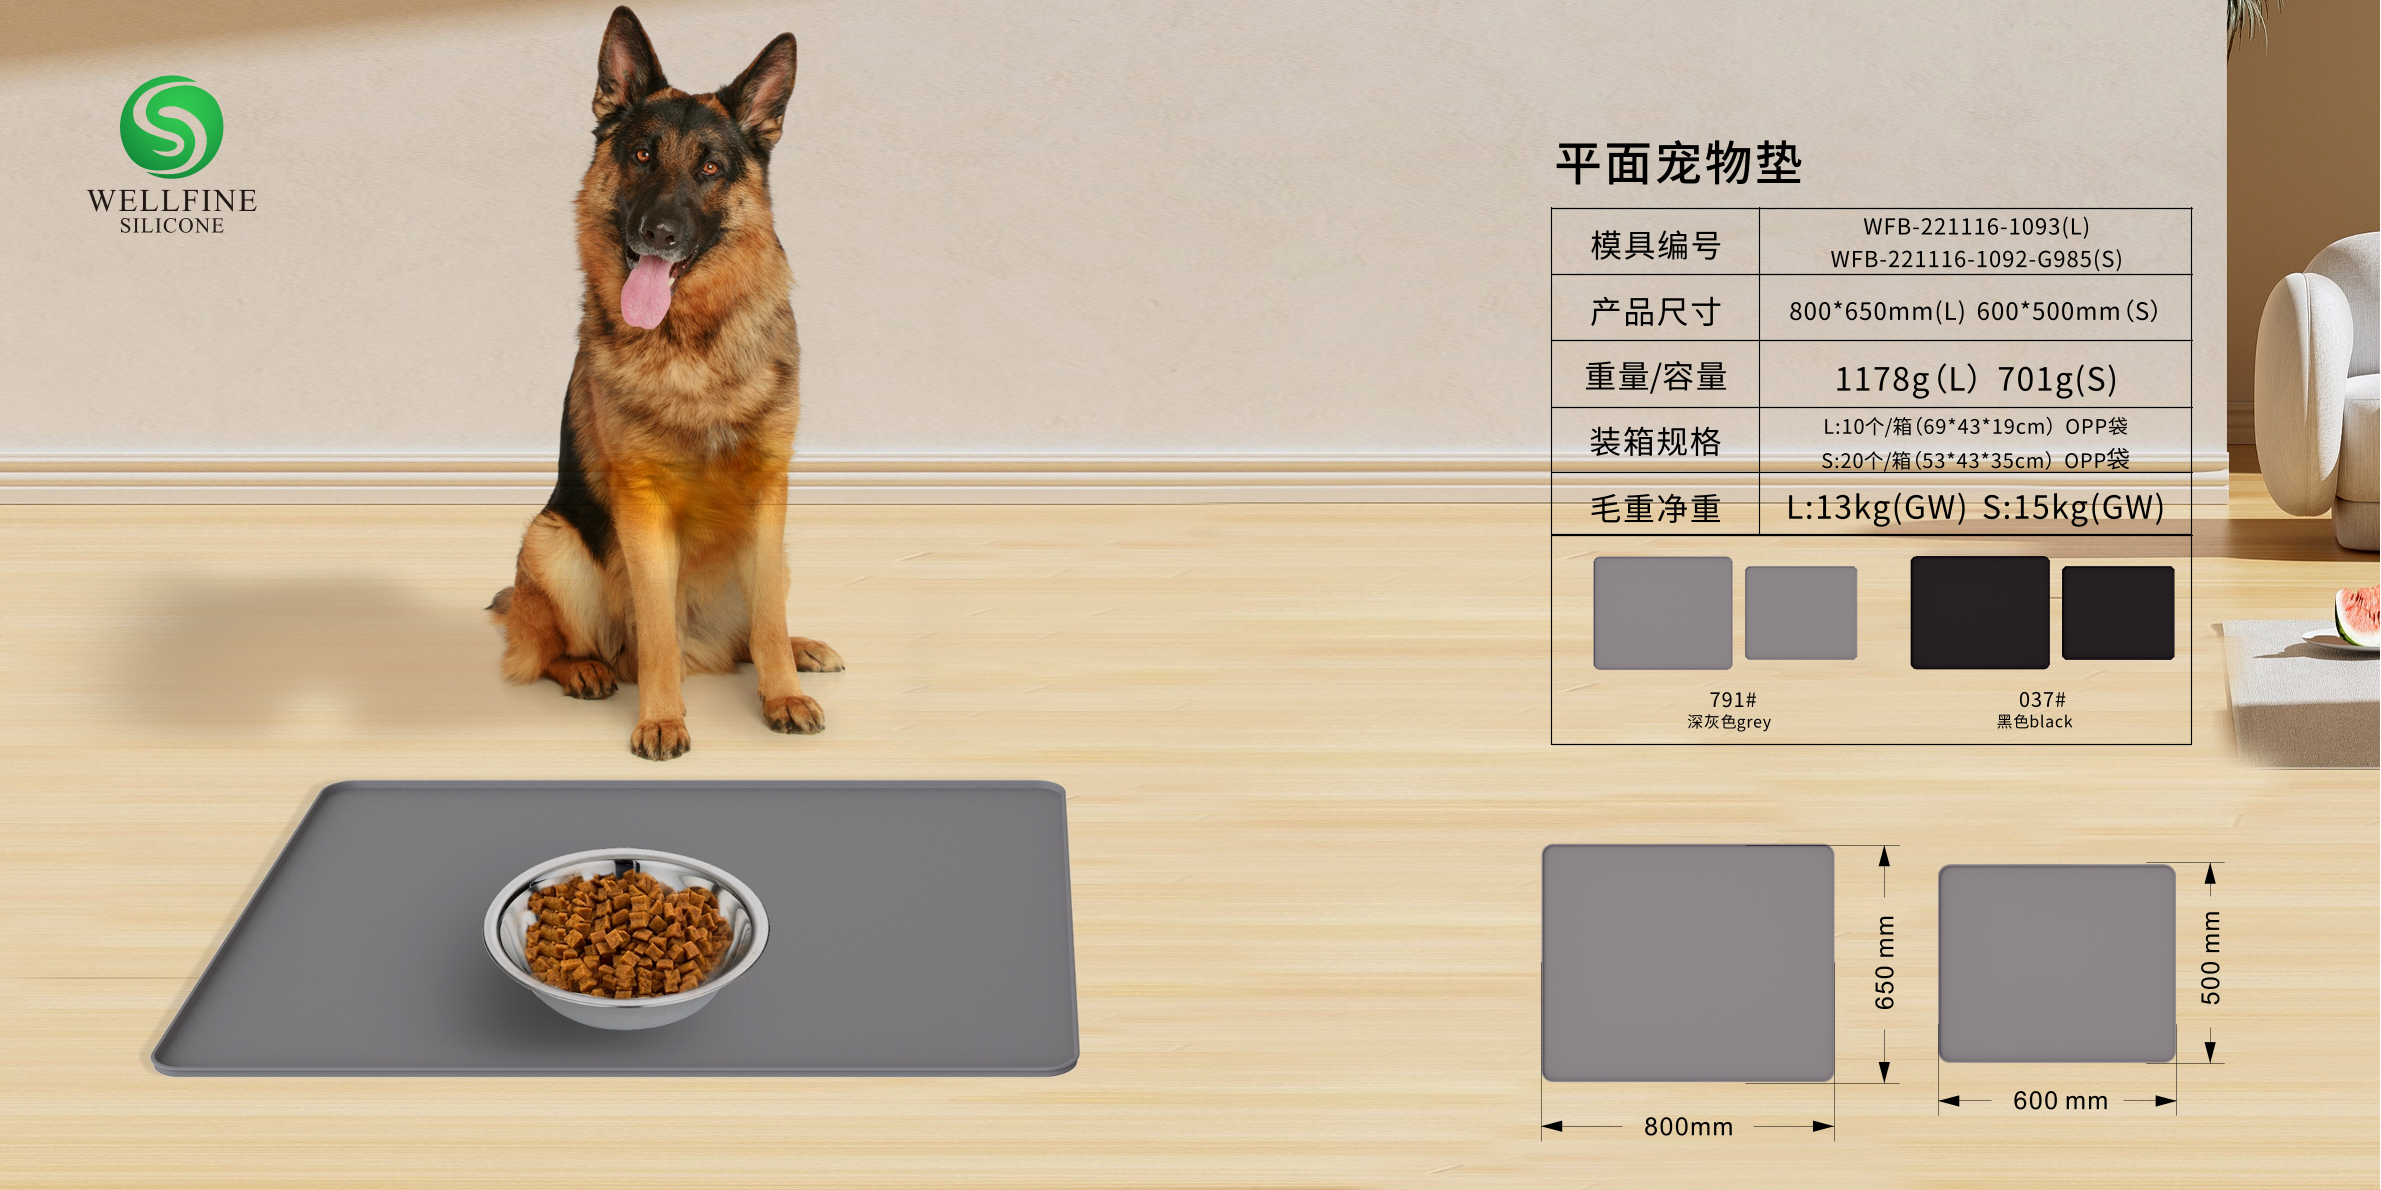 WELLFINE
SILICONE
平面宠物垫
模具编号
WFB-221116-1093(L)
WFB-221116-1092-G985(S)
产品尺寸
800*650mm(L) 600*500mm（S）
重量/容量
1178g（L） 701g(S)
装箱规格
L:10个/箱（69*43*19cm） OPP袋
S:20个/箱（53*43*35cm） OPP袋
毛重净重
L:13kg(GW) S:15kg(GW)
791#
深灰色grey
037#
黑色black
650 mm
800mm
500 mm
600 mm